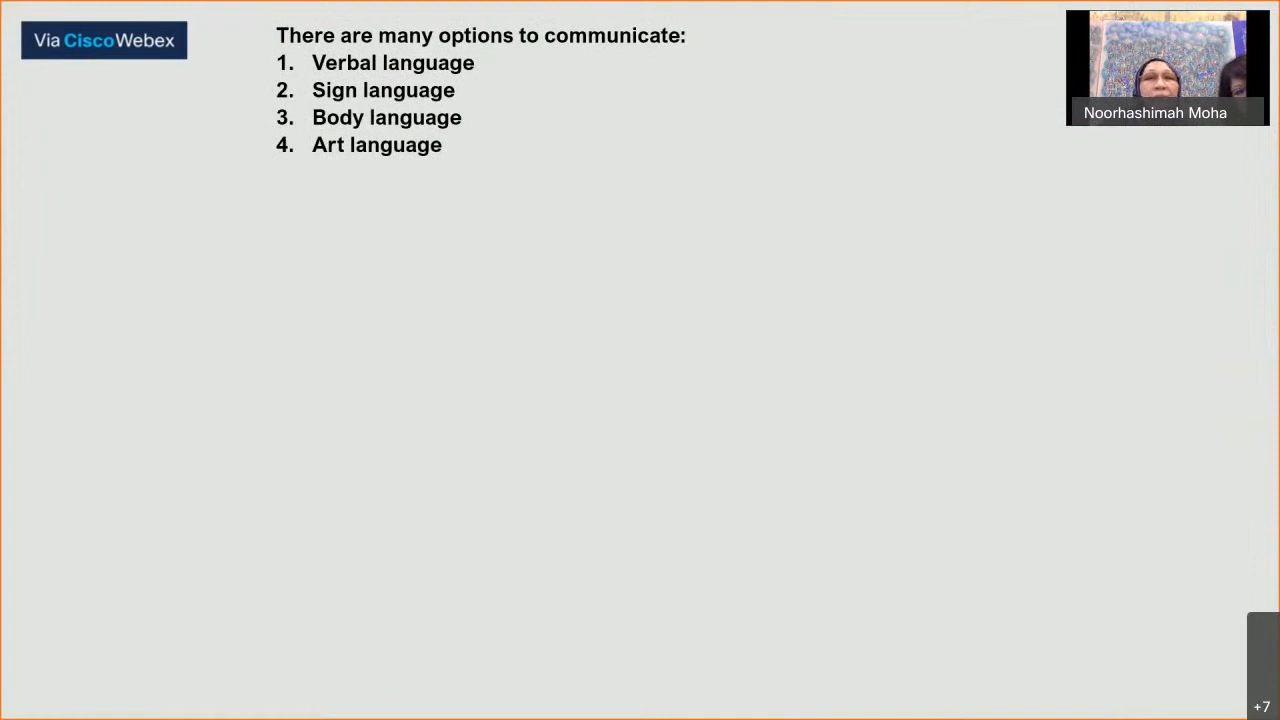 Via CiscoWebex
There are many options to communicate:
1. Verbal language
2. Sign language
3. Body language
4. Art language
Noorhashimah Moha
+7